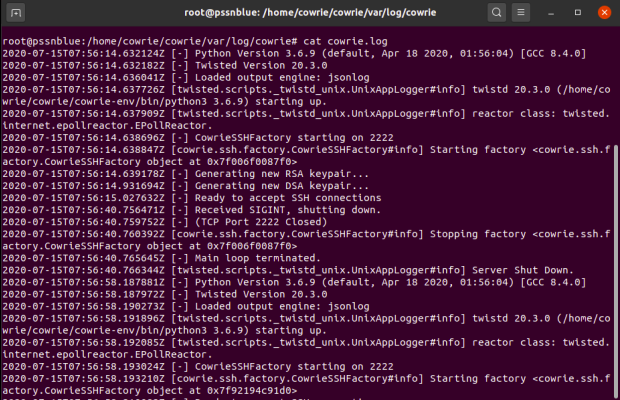 root@pssnblue: /home/cowrie/cowrie/var/log/cowrie
root@pssnblue:/home/cowrie/cowrie/var/log/cowrie# cat cowrie.log
2020-07-15T07:56:14.632124Z [-] Python Version 3.6.9 (default, Apr 18 2020, 01:56:04) [GCC 8.4.0]
2020-07-15T07:56:14.632182Z [-] Twisted Version 20.3.0
2020-07-15T07:56:14.636041Z [-] Loaded output engine: jsonlog
2020-07-15T07:56:14.637726Z [twisted.scripts._twistd_unix.UnixAppLogger#info] twistd 20.3.0 (/home/co
wrie/cowrie/cowrie-env/bin/python3 3.6.9) starting up.
2020-07-15T07:56:14.637909Z [twisted.scripts._twistd_unix.UnixAppLogger#info] reactor class: twisted.
internet.epollreactor.EPollReactor.
2020-07-15T07:56:14.638696Z [-] CowrieSSHFactory starting on 2222
2020-07-15T07:56:14.638847Z [cowrie.ssh.factory.CowrieSSHFactory#info] Starting factory <cowrie.ssh.f
actory.CowrieSSHFactory object at 0x7f006f0087f0>
2020-07-15T07:56:14.639178Z [-] Generating new RSA keypair...
2020-07-15T07:56:14.931694Z [-] Generating new DSA keypair...
2020-07-15T07:56:15.027632Z [-] Ready to accept SSH connections
2020-07-15T07:56:40.756471Z [-] Received SIGINT, shutting down.
2020-07-15T07:56:40.759752Z [-] (TCP Port 2222 Closed)
2020-07-15T07:56:40.760392Z [cowrie.ssh.factory.CowrieSSHFactory#info] Stopping factory <cowrie.ssh.f
actory.CowrieSSHFactory object at 0x7f006f0087f0>
2020-07-15T07:56:40.765645Z [-] Main loop terminated.
2020-07-15T07:56:40.766344Z [twisted.scripts._twistd_unix.UnixAppLogger#info] Server Shut Down.
2020-07-15T07:56:58.187881Z [-] Python Version 3.6.9 (default, Apr 18 2020, 01:56:04) [GCC 8.4.0]
2020-07-15T07:56:58.187972Z [-] Twisted Version 20.3.0
2020-07-15T07:56:58.190273Z [-] Loaded output engine: jsonlog
2020-07-15T07:56:58.191896Z [twisted.scripts._twistd_unix.UnixAppLogger#info] twistd 20.3.0 (/home/co
wrie/cowrie/cowrie-env/bin/python3 3.6.9) starting up.
2020-07-15T07:56:58.192085Z [twisted.scripts._twistd_unix.UnixAppLogger#info] reactor class: twisted.
internet.epollreactor.EPollReactor.
2020-07-15T07:56:58.193024Z [-] CowrieSSHFactory starting on 2222
2020-07-15T07:56:58.193210Z [cowrie.ssh.factory.CowrieSSHFactory#info] Starting factory <cowrie.ssh.f
actory.CowrieSSHFactory object at 0x7f92194c91d0>